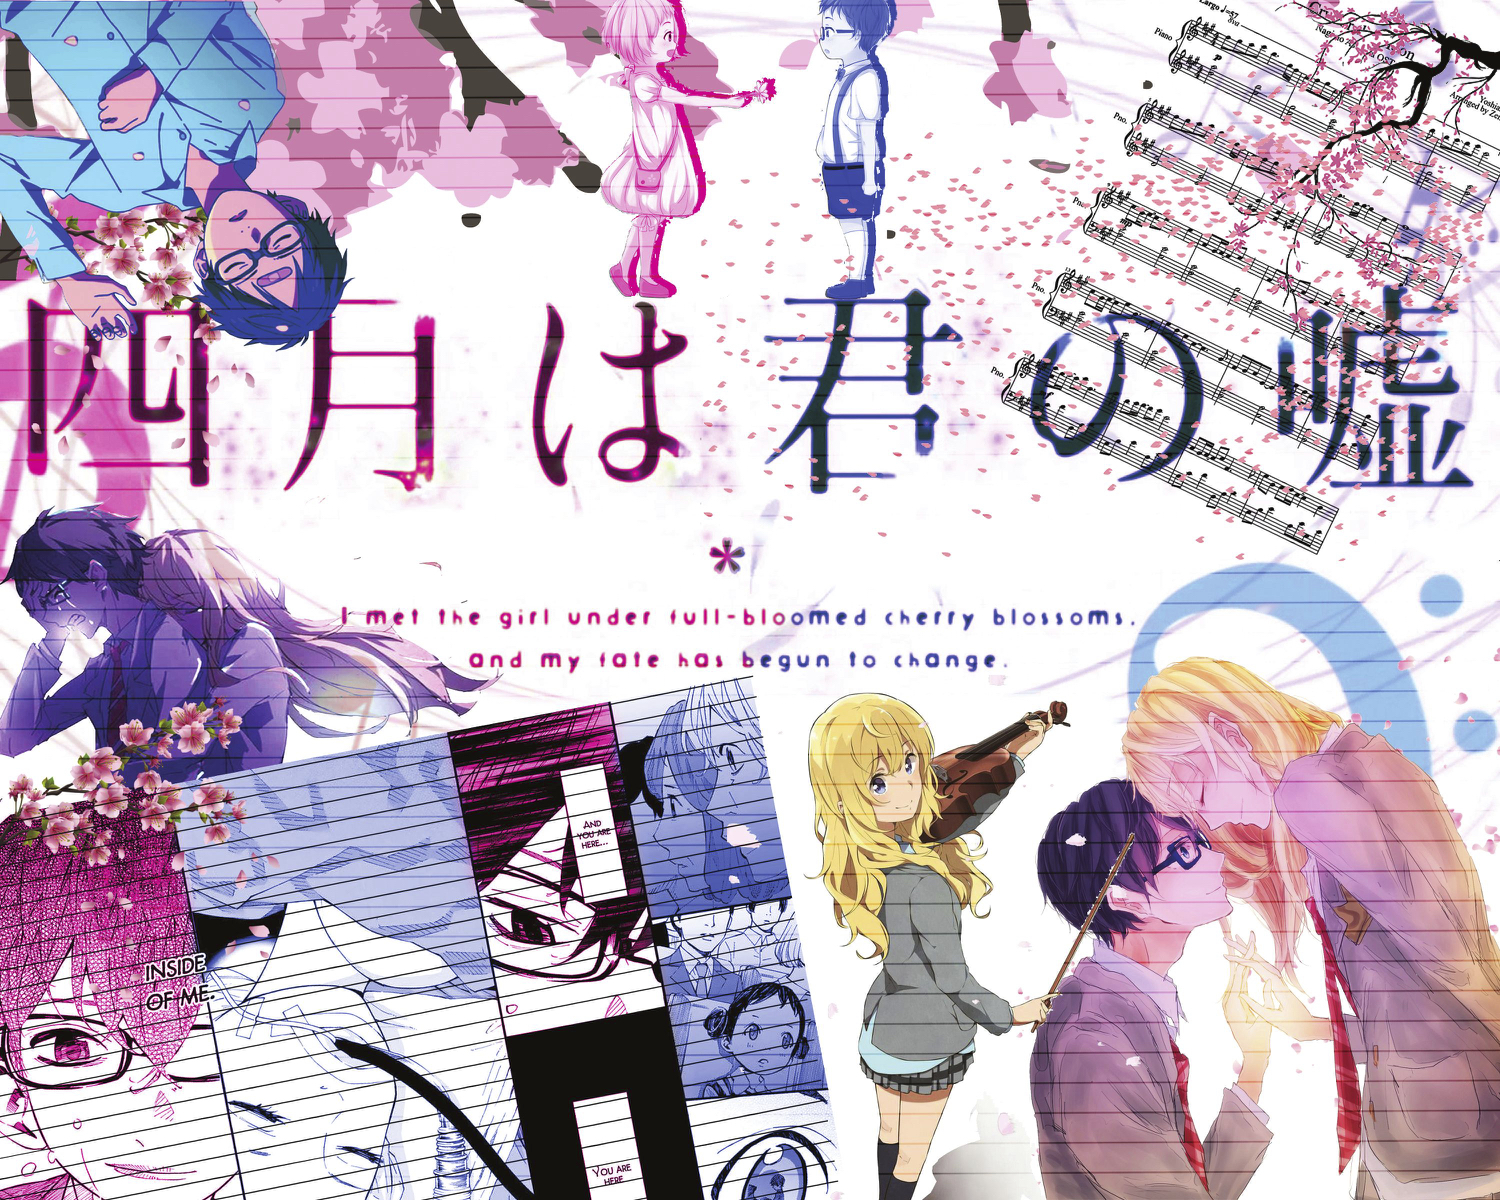 Largo
Piano
Pno.
Pno.
Pno.
Pno.
四月は君の嘘
*
I met the girl under full-bloomed cherry blossoms,
and my fate has begun to change.
AND
YOU ARE
HERE...
INSIDE
OF ME.
YOU ARE
HERE